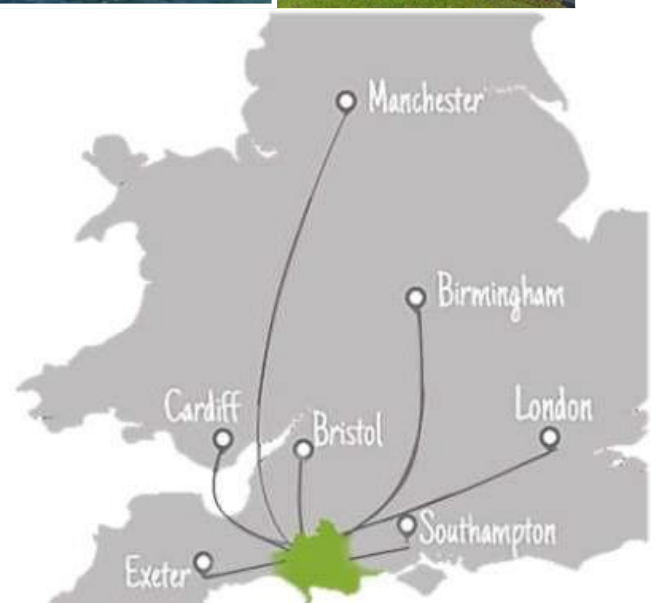 Manchester
Birmingham
Cardiff
Bristol
London
Southampton
Exeter